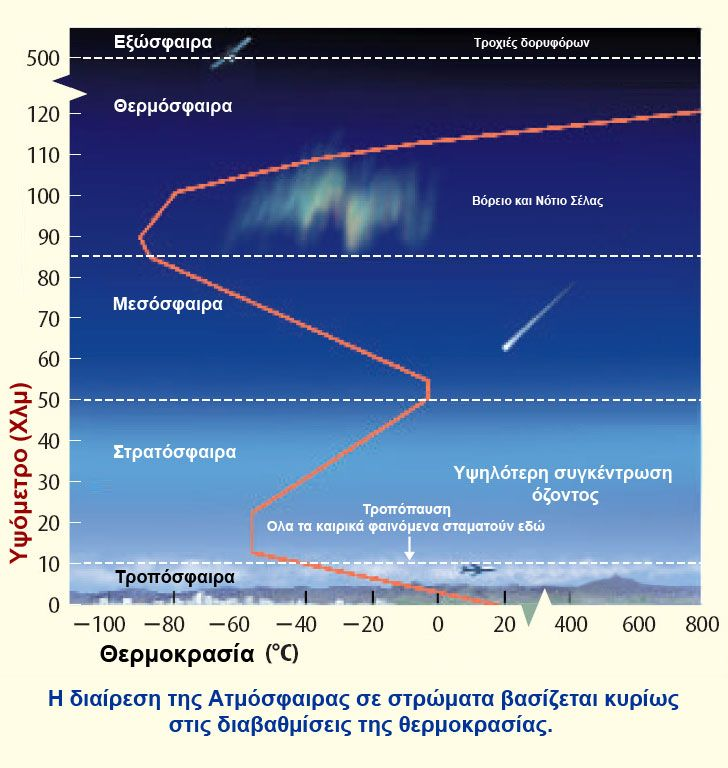 Εξώσφαιρα
Τροχιές δορυφόρων
500
Θερμόσφαιρα
120
110
100
Βόρειο και Νότιο Σέλας
90
80
Μεσόσφαιρα
70
60
50
40
Στρατόσφαιρα
Υψηλότερη συγκέντρωση
όζοντος
30
Τροπόπαυση
20
Ολα τα καιρικά φαινόμενα σταματούν εδώ
10
Τροπόσφαιρα
0
Υψόμετρο (Χλμ)
−100 −80 −60 −40 −20 0 20 400 600 800
Θερμοκρασία (°C)
Η διαίρεση της Ατμόσφαιρας σε στρώματα βασίζεται κυρίως
στις διαβαθμίσεις της θερμοκρασίας.